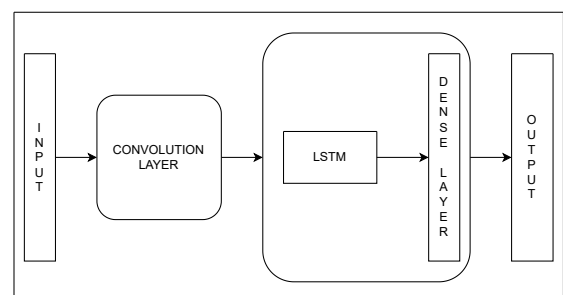 INPUT
CONVOLUTION
LAYER
LSTM
DENSE LAYER
OUTPUT